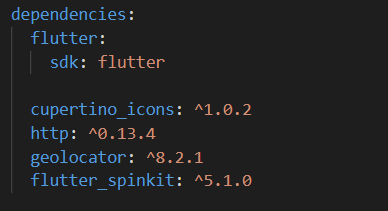 dependencies:
  flutter:
    sdk: flutter

  cupertino_icons: ^1.0.2
  http: ^0.13.4
  geolocator: ^8.2.1
  flutter_spinkit: ^5.1.0